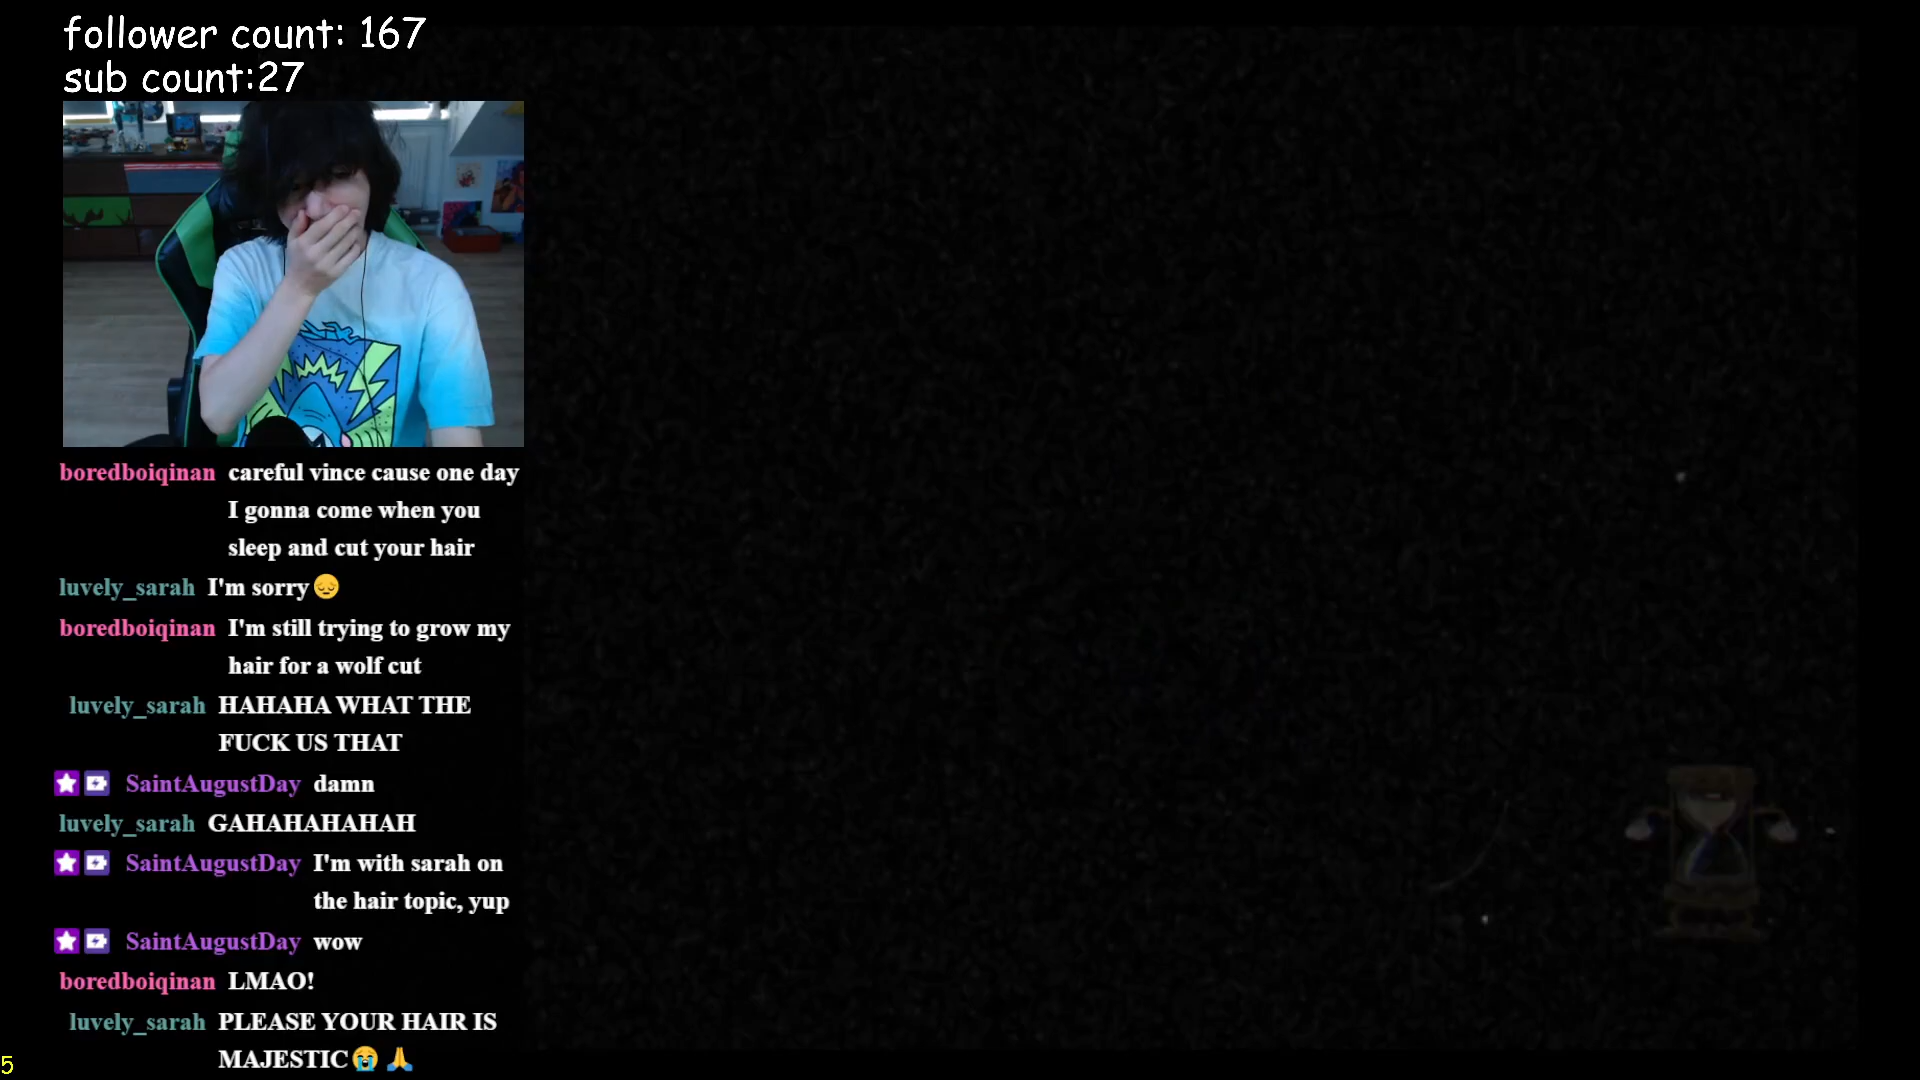 follower count: 167
sub count:27
boredboiqinan careful vince cause one day
I gonna come when you
sleep and cut your hair
luvely_sarah I'm sorry😔
boredboiqinan I'm still trying to grow my
hair for a wolf cut
luvely_sarah HAHAHA WHAT THE
FUCK US THAT
SaintAugustDay damn
luvely_sarah GAHAHAHAHAH
SaintAugustDay I'm with sarah on
the hair topic, yup
SaintAugustDay wow
boredboiqinan LMAO!
luvely_sarah PLEASE YOUR HAIR IS
MAJESTIC😭🙏
5